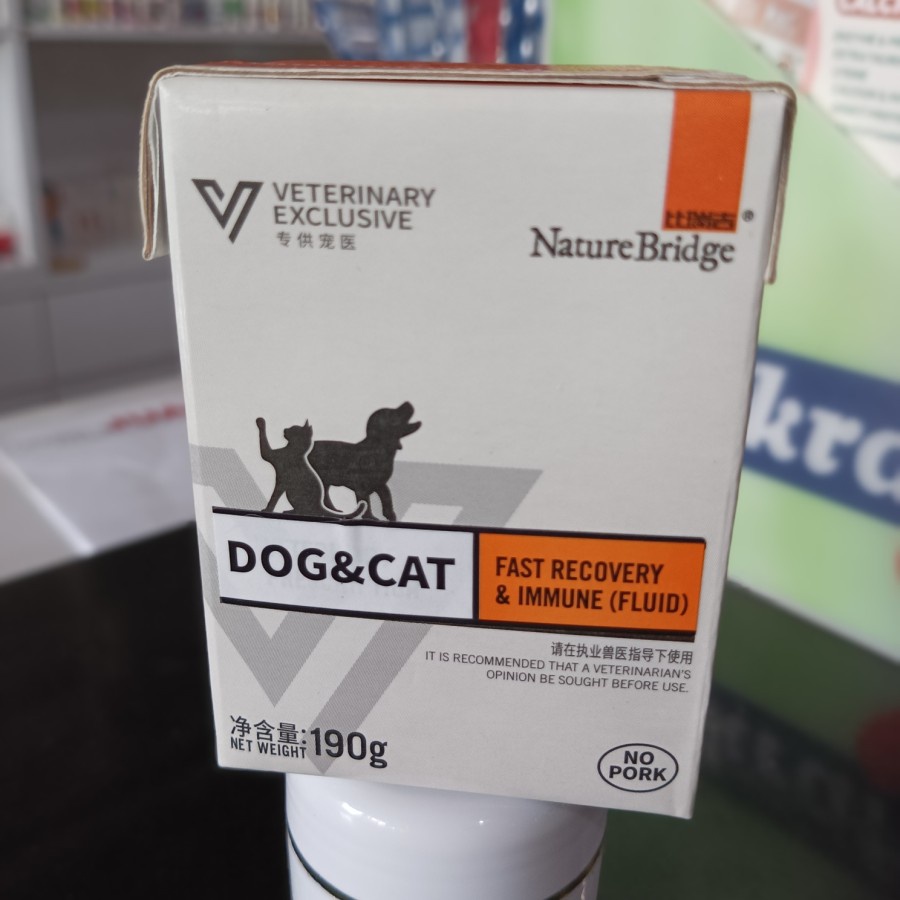 VETERINARY
EXCLUSIVE
专供宠医
比瑞吉®
NatureBridge
DOG&CAT
FAST RECOVERY
& IMMUNE (FLUID)
请在执业兽医指导下使用
IT IS RECOMMENDED THAT A VETERINARIAN'S
OPINION BE SOUGHT BEFORE USE.
净含量:
NET WEIGHT
190g
NO
PORK
kra